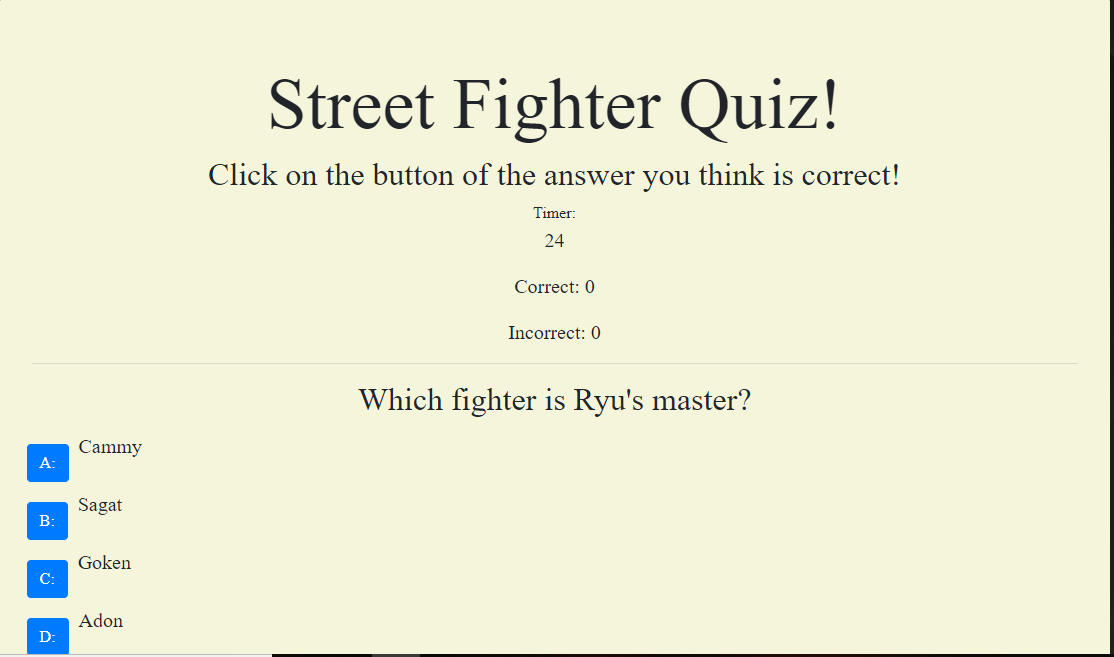 Street Fighter Quiz!
Click on the button of the answer you think is correct!
Timer:
24
Correct: 0
Incorrect: 0
Which fighter is Ryu's master?
A: Cammy
B: Sagat
C: Goken
D: Adon